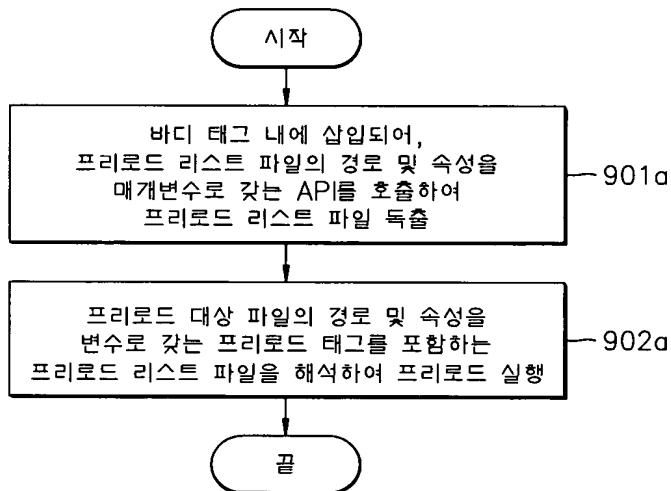 시작
바디 태그 내에 삽입되어,
프리로드 리스트 파일의 경로 및 속성을
매개변수로 갖는 API를 호출하여
프리로드 리스트 파일 독출
901a
프리로드 대상 파일의 경로 및 속성을
변수로 갖는 프리로드 태그를 포함하는
프리로드 리스트 파일을 해석하여 프리로드 실행
902a
끝